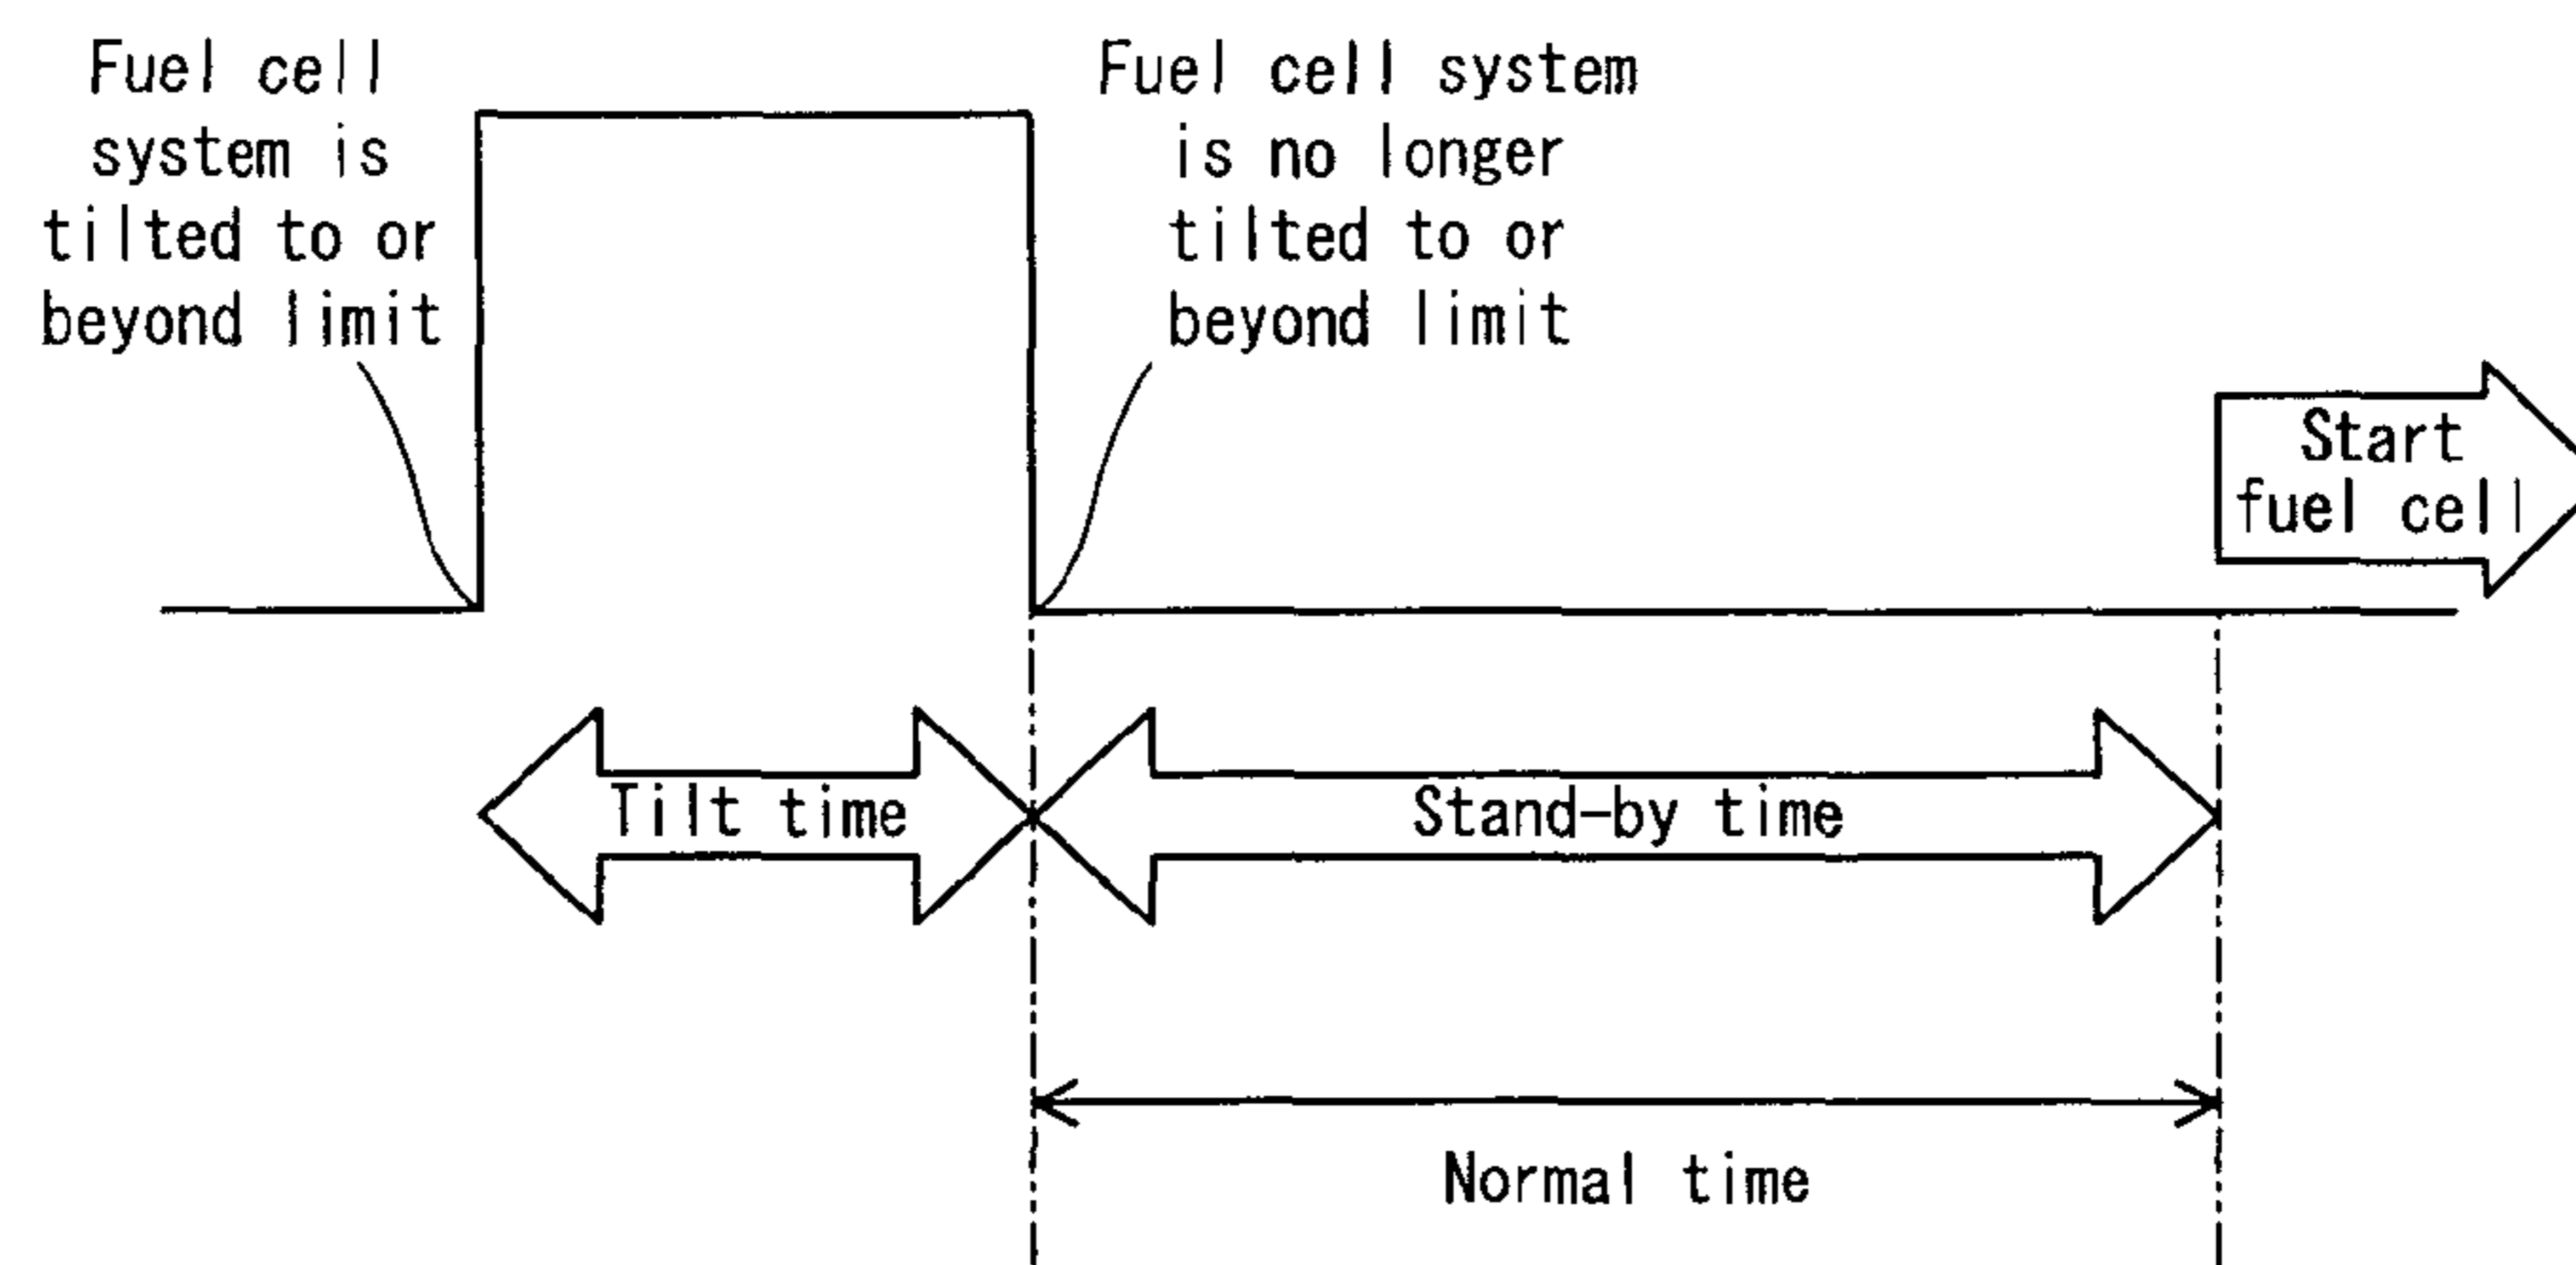 Fuel cell
system is
tilted to or
beyond limit
Fuel cell system
is no longer
tilted to or
beyond limit
Start
fuel cell
Tilt time
Stand-by time
Normal time